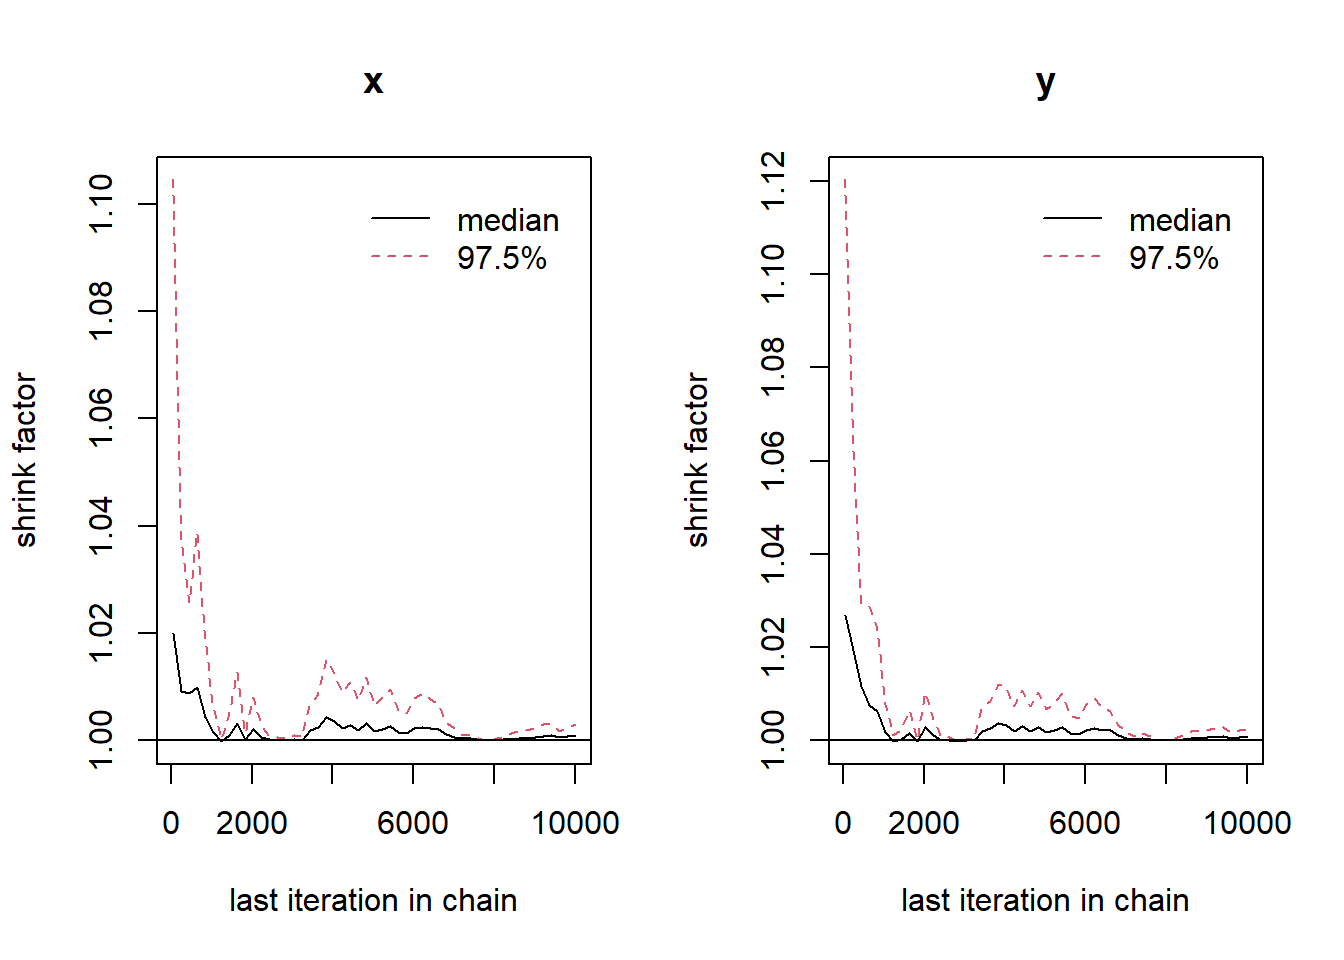 x
shrink factor
1.10
1.08
1.06
1.04
1.02
1.00
median
97.5%
0 2000 6000 10000
last iteration in chain
y
shrink factor
1.12
1.10
1.08
1.06
1.04
1.02
1.00
median
97.5%
0 2000 6000 10000
last iteration in chain